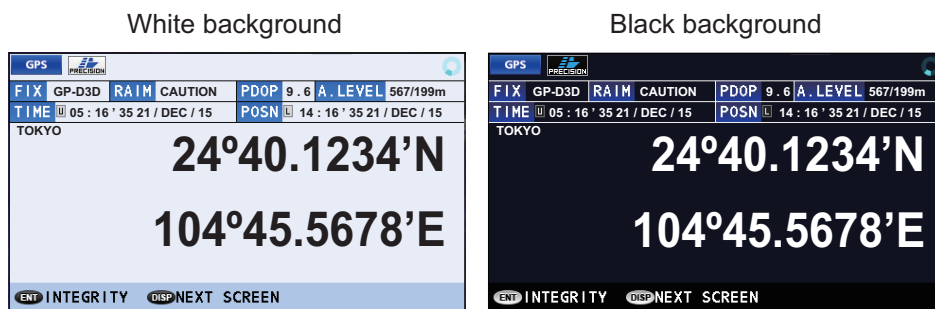 White background
GPS PRECISION
FIX GP-D3D RAIM CAUTION PDOP 9.6 A.LEVEL 567/199m
TIME U 05 : 16 ’ 35 21 / DEC / 15 POSN L 14 : 16 ’ 35 21 / DEC / 15
TOKYO
24º40.1234’N
104º45.5678’E
ENT INTEGRITY DISP NEXT SCREEN
Black background
GPS PRECISION
FIX GP-D3D RAIM CAUTION PDOP 9.6 A.LEVEL 567/199m
TIME U 05 : 16 ’ 35 21 / DEC / 15 POSN L 14 : 16 ’ 35 21 / DEC / 15
TOKYO
24º40.1234’N
104º45.5678’E
ENT INTEGRITY DISP NEXT SCREEN